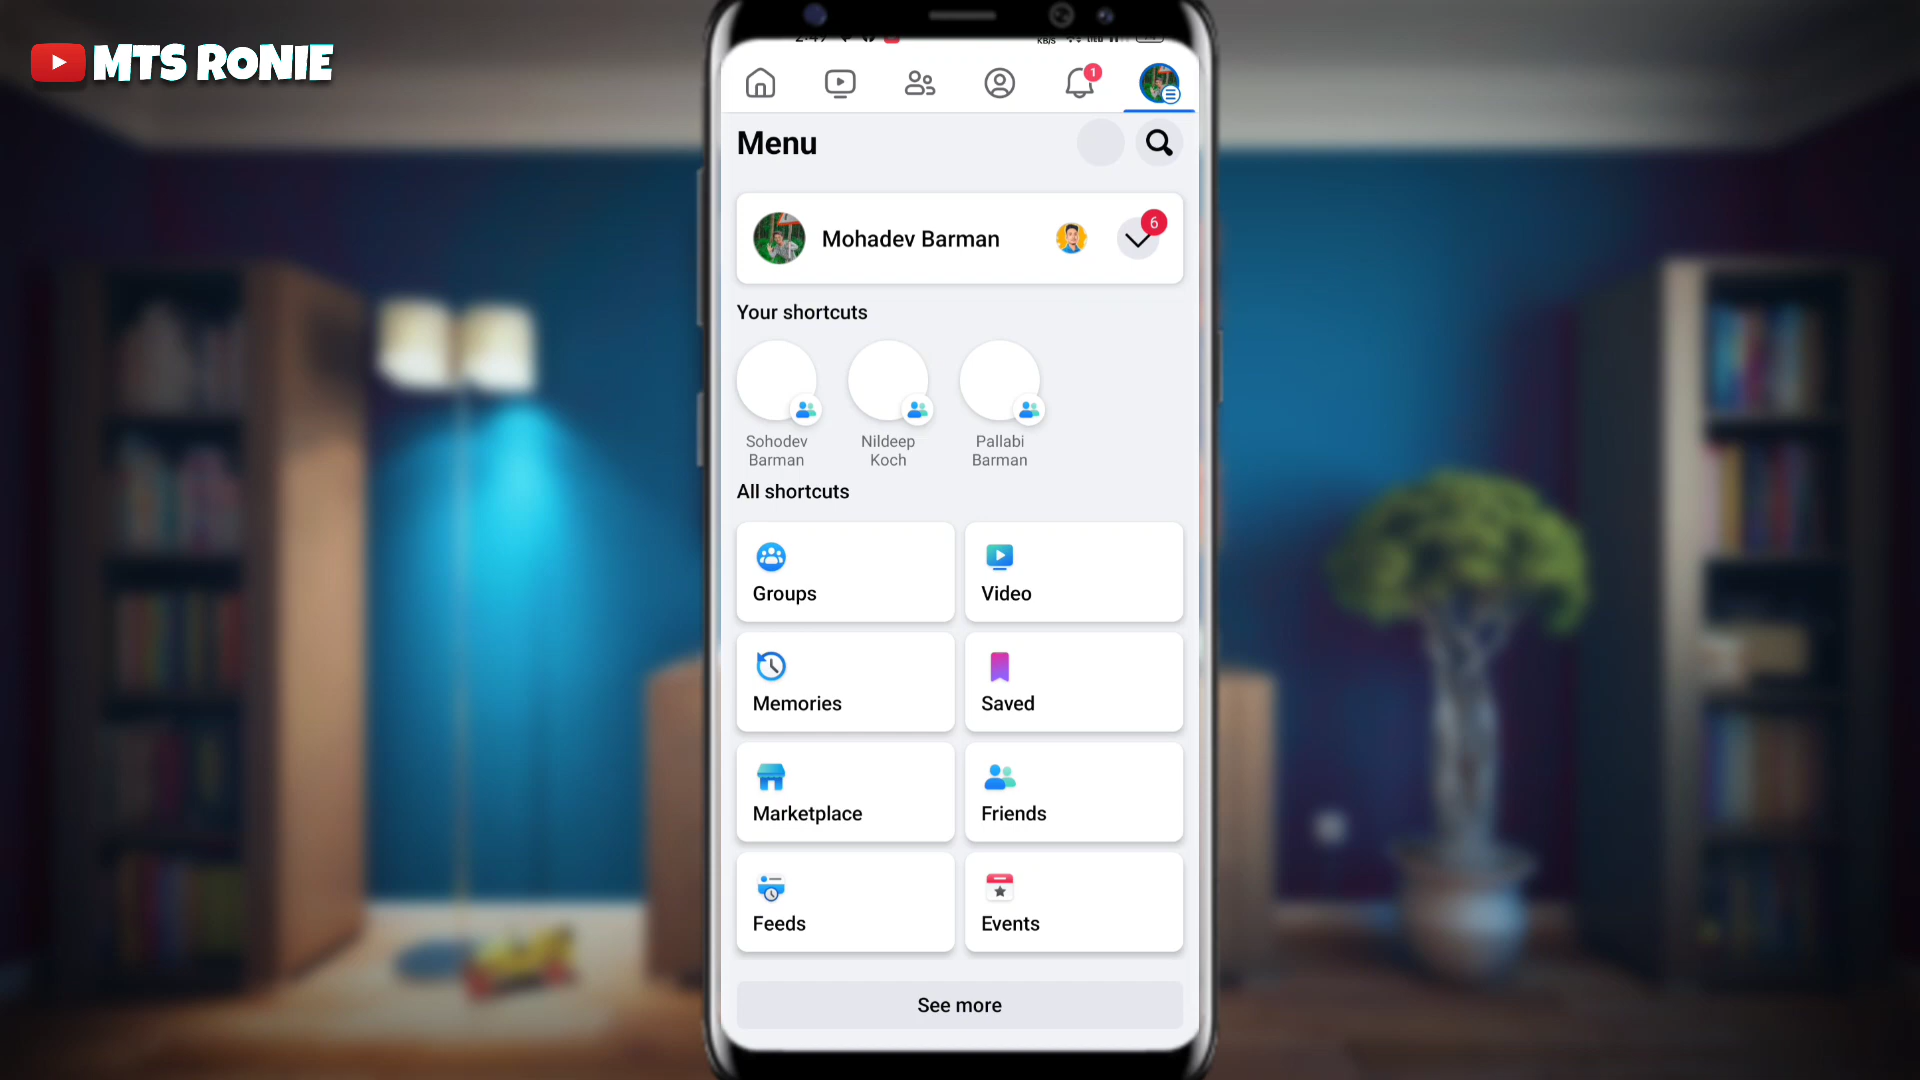 MTS RONIE
1
Menu
Mohadev Barman
6
Your shortcuts
Sohodev
Barman
Nildeep
Koch
Pallabi
Barman
All shortcuts
Groups
Video
Memories
Saved
Marketplace
Friends
Feeds
Events
See more